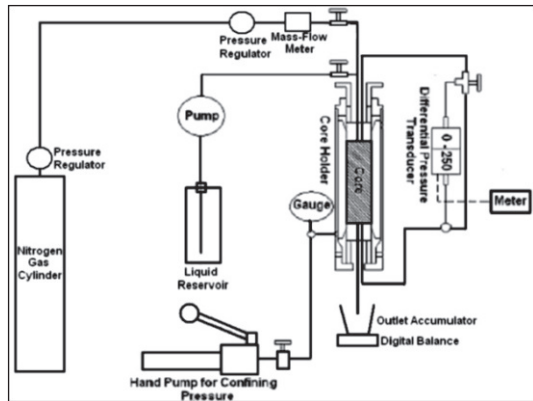 Pressure
Regulator
Mass-Flow
Meter
Pump
Pressure
Regulator
Nitrogen
Gas
Cylinder
Liquid
Reservoir
Gauge
Core Holder
Core
Differential Pressure
Transducer
0 - 250
Meter
Outlet Accumulator
Digital Balance
Hand Pump for Confining
Pressure